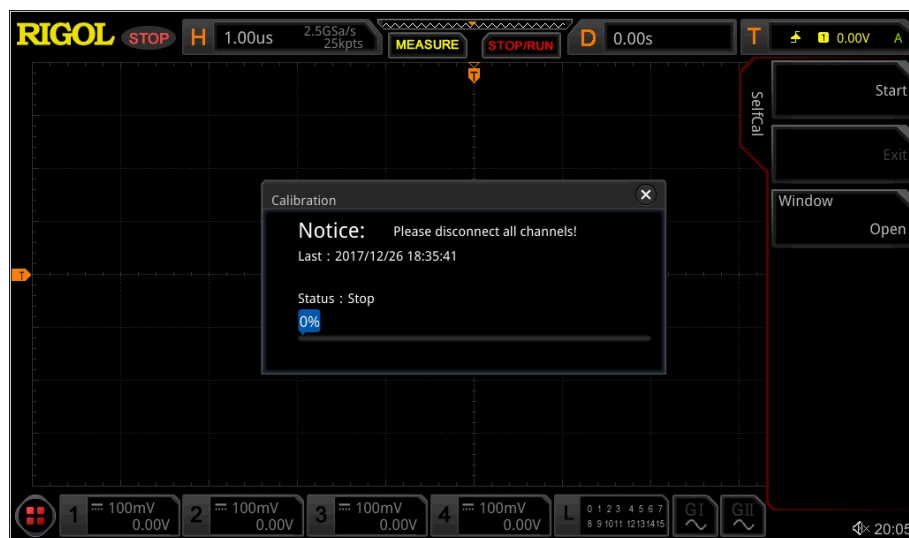 RIGOL STOP H 1.00us 2.5GSa/s 25kpts MEASURE STOP/RUN D 0.00s T 1 0.00V A
T
SelfCal
Start
Exit
Window
Open
Calibration
Notice: Please disconnect all channels!
Last : 2017/12/26 18:35:41
T
Status : Stop
0%
1 100mV 0.00V
2 100mV 0.00V
3 100mV 0.00V
4 100mV 0.00V
L 0 1 2 3 4 5 6 7
8 9 10 11 12 13 14 15
GI GII
20:05